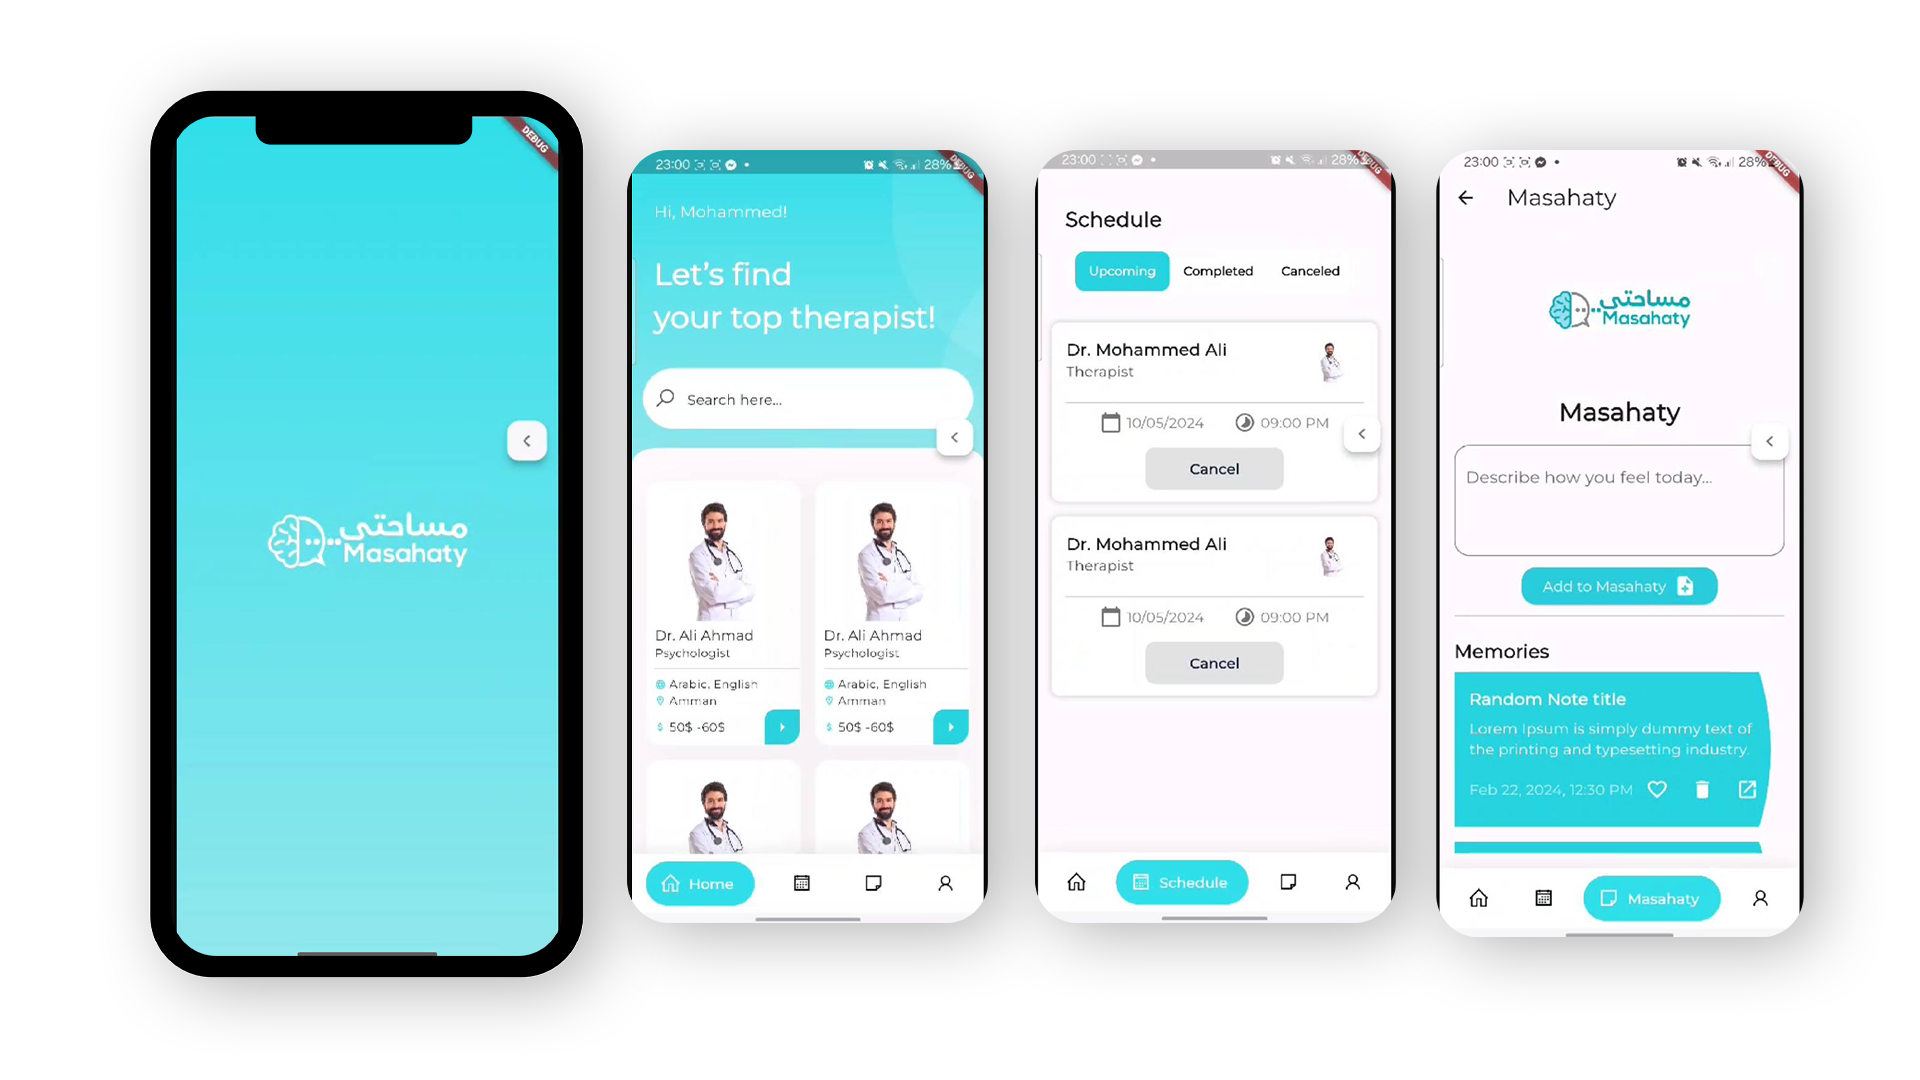 DEBUG
مساحتي
Masahaty
23:00
28%
DEBUG
Hi, Mohammed!
Let's find
your top therapist!
Search here...
Dr. Ali Ahmad
Psychologist
Arabic, English
Amman
50$ -60$
Dr. Ali Ahmad
Psychologist
Arabic, English
Amman
50$ -60$
Home
23:00
28%
Schedule
Upcoming Completed Canceled
Dr. Mohammed Ali
Therapist
10/05/2024 09:00 PM
Cancel
Dr. Mohammed Ali
Therapist
10/05/2024 09:00 PM
Cancel
Schedule
23:00
28%
DEBUG
Masahaty
مساحتي
Masahaty
Masahaty
Describe how you feel today...
Add to Masahaty
Memories
Random Note title
Lorem Ipsum is simply dummy text of
the printing and typesetting industry.
Feb 22, 2024, 12:30 PM
Masahaty